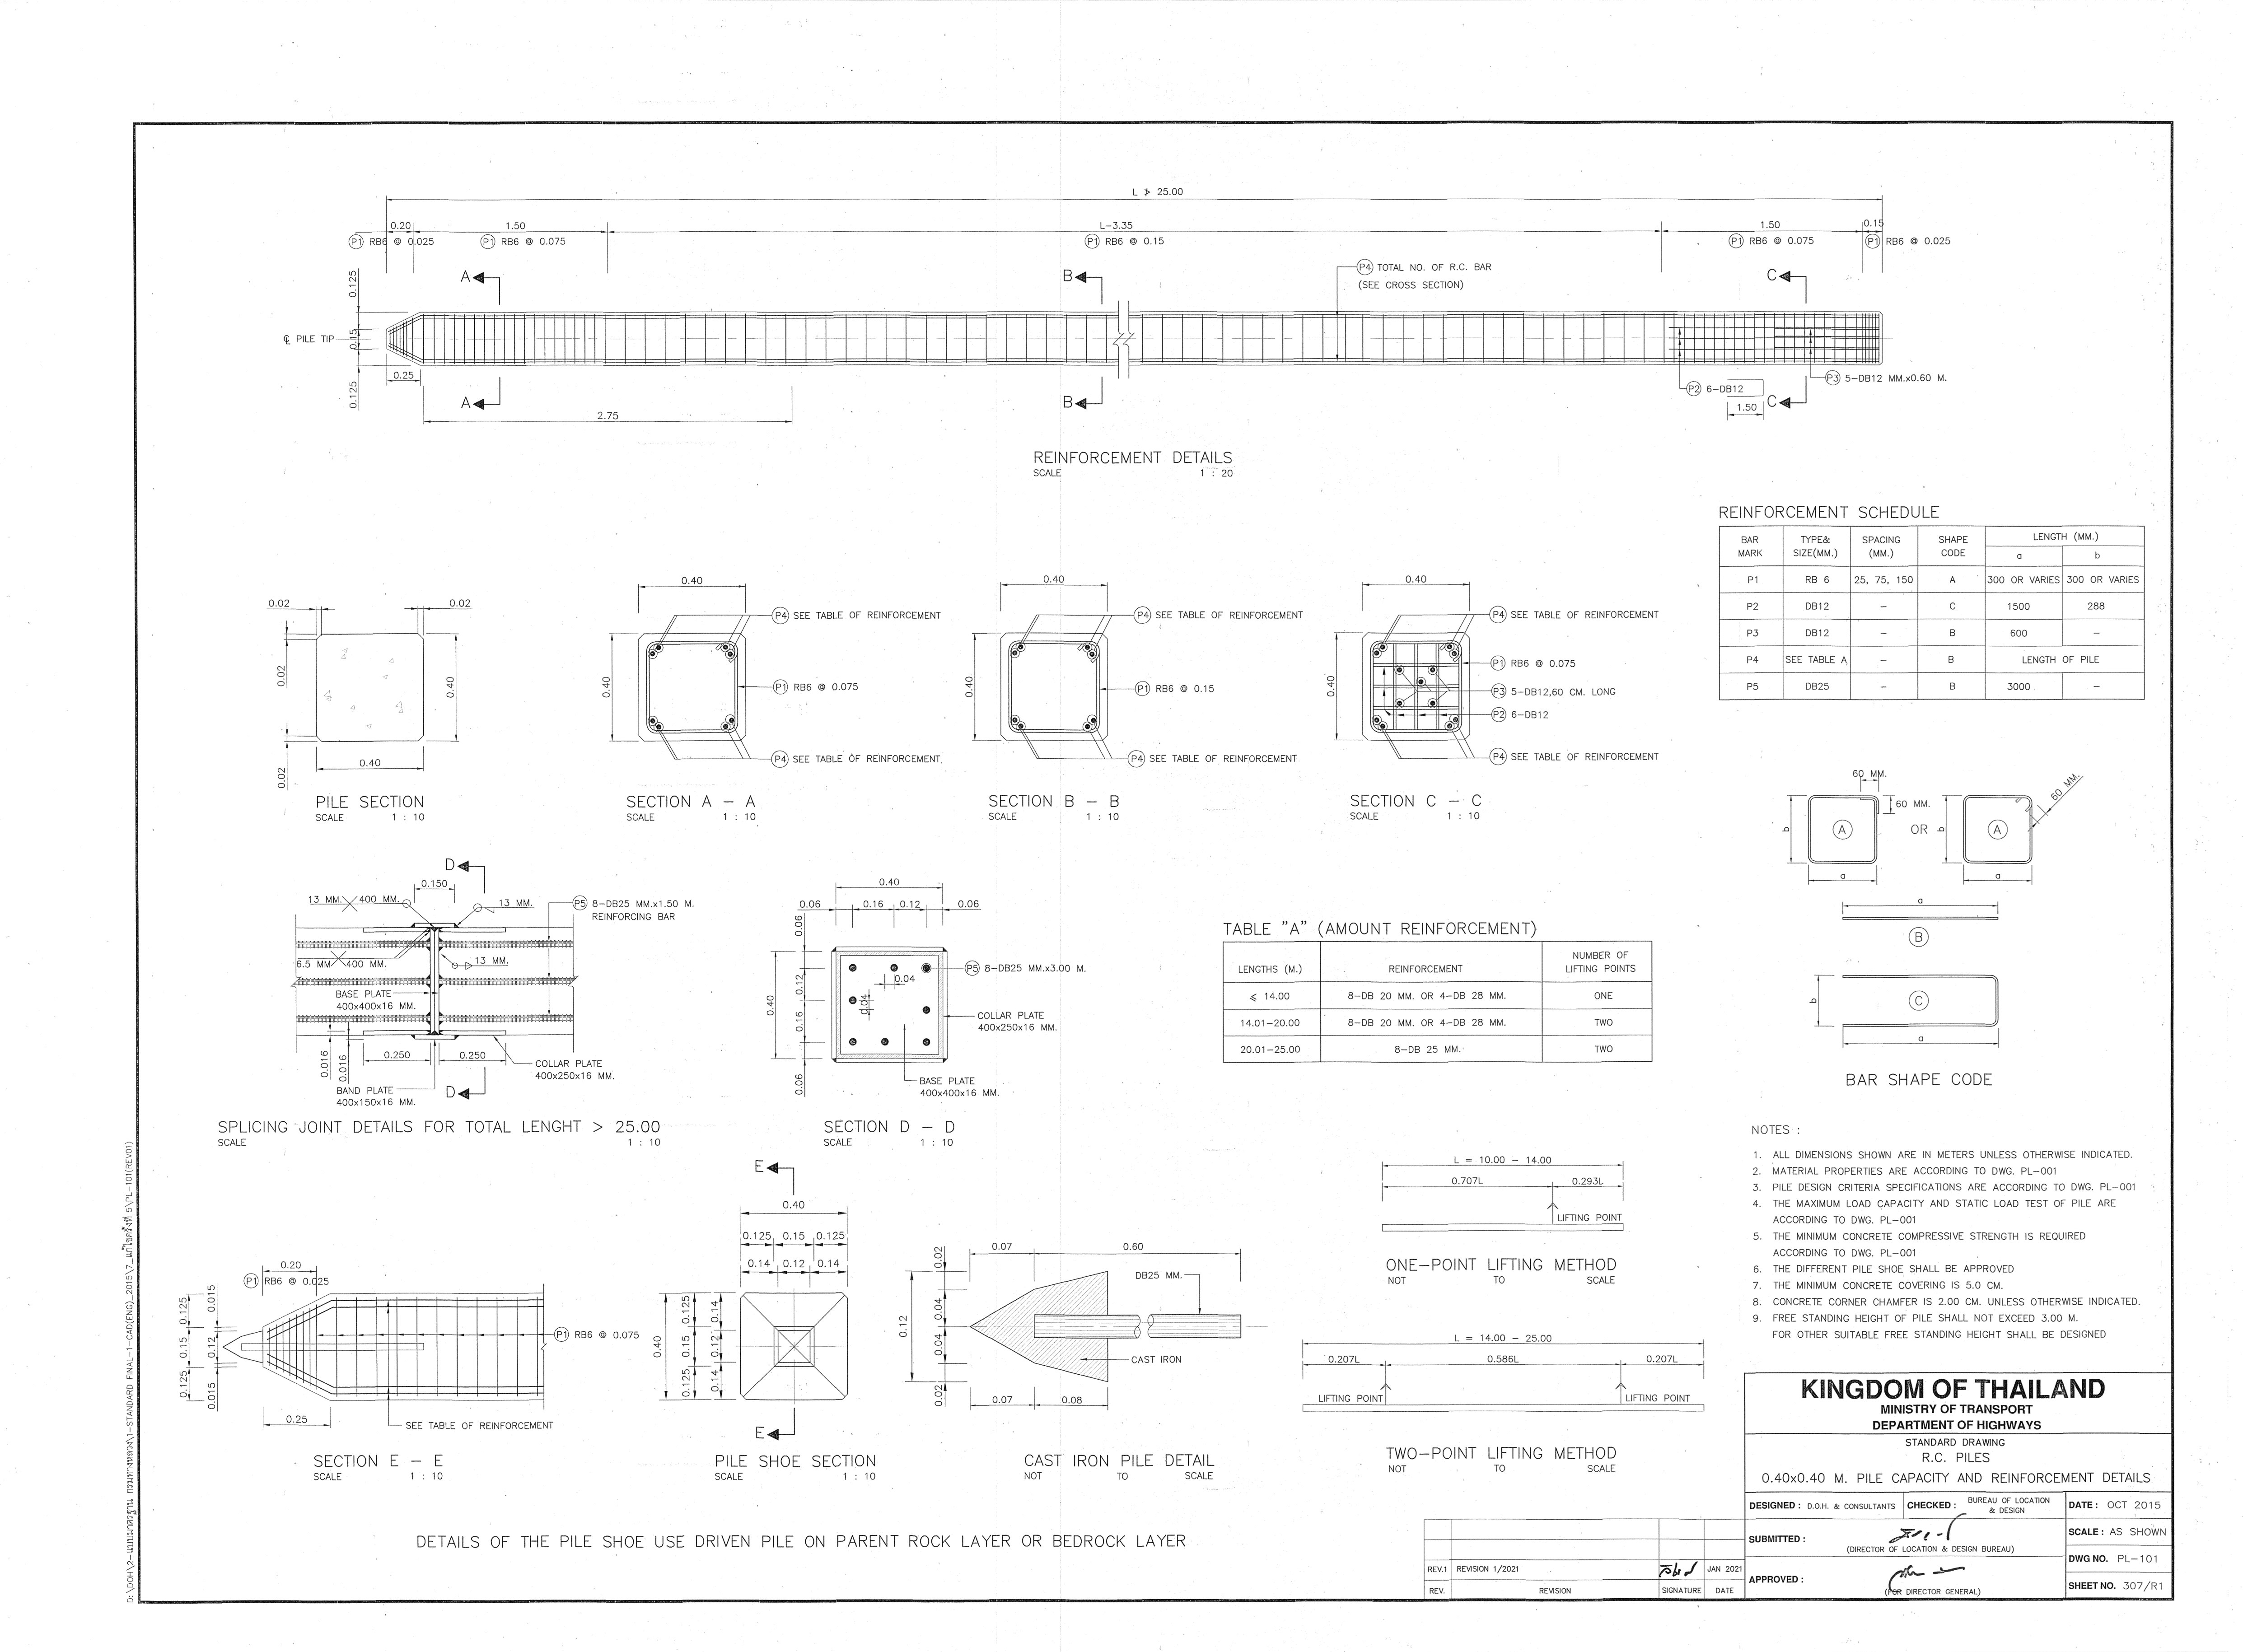 L ≯ 25.00
0.20
1.50
L-3.35
1.50
0.15
P1 RB6 @ 0.025
P1 RB6 @ 0.075
P1 RB6 @ 0.15
P1 RB6 @ 0.075
P1 RB6 @ 0.025
A
B
C
P4 TOTAL NO. OF R.C. BAR
(SEE CROSS SECTION)
0.125
0.15
0.125
℄ PILE TIP
0.25
2.75
A
B
C
P2 6-DB12
1.50
P3 5-DB12 MM.x0.60 M.
REINFORCEMENT DETAILS
SCALE 1 : 20
REINFORCEMENT SCHEDULE
BAR MARK
TYPE& SIZE(MM.)
SPACING (MM.)
SHAPE CODE
LENGTH (MM.)
a b
P1 RB 6 25, 75, 150 A 300 OR VARIES 300 OR VARIES
P2 DB12 - C 1500 288
P3 DB12 - B 600 -
P4 SEE TABLE A - B LENGTH OF PILE
P5 DB25 - B 3000 -
0.02
0.02
0.02
0.02
0.40
0.40
PILE SECTION
SCALE 1 : 10
0.40
0.40
P4 SEE TABLE OF REINFORCEMENT
P1 RB6 @ 0.075
P4 SEE TABLE OF REINFORCEMENT
SECTION A - A
SCALE 1 : 10
0.40
0.40
P4 SEE TABLE OF REINFORCEMENT
P1 RB6 @ 0.15
P4 SEE TABLE OF REINFORCEMENT
SECTION B - B
SCALE 1 : 10
0.40
0.40
P4 SEE TABLE OF REINFORCEMENT
P1 RB6 @ 0.075
P3 5-DB12,60 CM. LONG
P2 6-DB12
P4 SEE TABLE OF REINFORCEMENT
SECTION C - C
SCALE 1 : 10
60 MM.
60 MM.
60 MM.
b
A
OR
b
A
a
a
a
B
b
C
a
BAR SHAPE CODE
D
0.150
13 MM. 400 MM.
13 MM.
P5 8-DB25 MM.x1.50 M.
REINFORCING BAR
6.5 MM 400 MM.
13 MM.
BASE PLATE
400x400x16 MM.
0.016
0.016
0.250
0.250
COLLAR PLATE
400x250x16 MM.
BAND PLATE
400x150x16 MM.
D
SPLICING JOINT DETAILS FOR TOTAL LENGHT > 25.00
SCALE 1 : 10
0.40
0.06 0.16 0.12 0.06
0.06
0.12
0.16
0.06
0.40
0.04
0.04
P5 8-DB25 MM.x3.00 M.
COLLAR PLATE
400x250x16 MM.
BASE PLATE
400x400x16 MM.
SECTION D - D
SCALE 1 : 10
TABLE "A" (AMOUNT REINFORCEMENT)
LENGTHS (M.)
REINFORCEMENT
NUMBER OF LIFTING POINTS
⩽ 14.00 8-DB 20 MM. OR 4-DB 28 MM. ONE
14.01-20.00 8-DB 20 MM. OR 4-DB 28 MM. TWO
20.01-25.00 8-DB 25 MM. TWO
0.20
P1 RB6 @ 0.025
0.125
0.15
0.125
0.015
0.12
0.015
P1 RB6 @ 0.075
0.25
SEE TABLE OF REINFORCEMENT
SECTION E - E
SCALE 1 : 10
E
0.40
0.125 0.15 0.125
0.14 0.12 0.14
0.40
0.125
0.15
0.125
0.14
0.12
0.14
E
PILE SHOE SECTION
SCALE 1 : 10
0.07
0.60
0.02
0.04
0.04
0.02
0.12
DB25 MM.
CAST IRON
0.07
0.08
CAST IRON PILE DETAIL
NOT TO SCALE
L = 10.00 - 14.00
0.707L
0.293L
LIFTING POINT
ONE-POINT LIFTING METHOD
NOT TO SCALE
L = 14.00 - 25.00
0.207L
0.586L
0.207L
LIFTING POINT
LIFTING POINT
TWO-POINT LIFTING METHOD
NOT TO SCALE
DETAILS OF THE PILE SHOE USE DRIVEN PILE ON PARENT ROCK LAYER OR BEDROCK LAYER
NOTES :
1. ALL DIMENSIONS SHOWN ARE IN METERS UNLESS OTHERWISE INDICATED.
2. MATERIAL PROPERTIES ARE ACCORDING TO DWG. PL-001
3. PILE DESIGN CRITERIA SPECIFICATIONS ARE ACCORDING TO DWG. PL-001
4. THE MAXIMUM LOAD CAPACITY AND STATIC LOAD TEST OF PILE ARE
ACCORDING TO DWG. PL-001
5. THE MINIMUM CONCRETE COMPRESSIVE STRENGTH IS REQUIRED
ACCORDING TO DWG. PL-001
6. THE DIFFERENT PILE SHOE SHALL BE APPROVED
7. THE MINIMUM CONCRETE COVERING IS 5.0 CM.
8. CONCRETE CORNER CHAMFER IS 2.00 CM. UNLESS OTHERWISE INDICATED.
9. FREE STANDING HEIGHT OF PILE SHALL NOT EXCEED 3.00 M.
FOR OTHER SUITABLE FREE STANDING HEIGHT SHALL BE DESIGNED
KINGDOM OF THAILAND
MINISTRY OF TRANSPORT
DEPARTMENT OF HIGHWAYS
STANDARD DRAWING
R.C. PILES
0.40x0.40 M. PILE CAPACITY AND REINFORCEMENT DETAILS
DESIGNED : D.O.H. & CONSULTANTS
CHECKED : BUREAU OF LOCATION & DESIGN
DATE : OCT 2015
SUBMITTED :
(DIRECTOR OF LOCATION & DESIGN BUREAU)
SCALE : AS SHOWN
DWG NO. PL-101
APPROVED :
(FOR DIRECTOR GENERAL)
SHEET NO. 307/R1
REV.1 REVISION 1/2021 JAN 2021
REV. REVISION SIGNATURE DATE
D:\DOH\2-แบบมาตรฐาน กรมทางหลวง\1-STANDARD FINAL-1-CAD(ENG)_2015\7_แก้ไขครั้งที่ 5\PL-101(REV01)